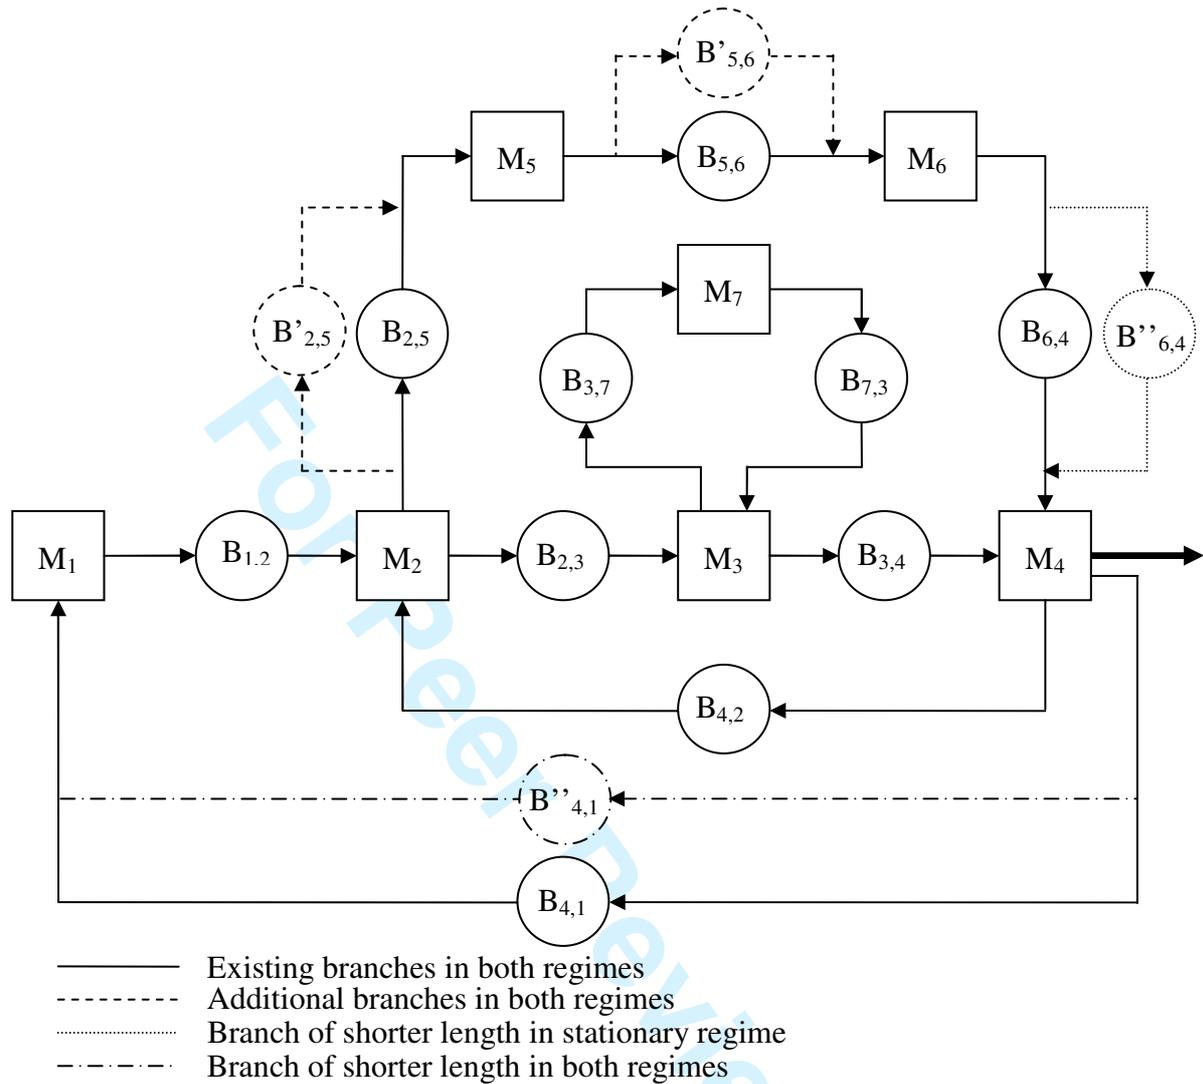 B’5,6
M5
B5,6
M6
M7
B’2,5
B2,5
B6,4
B’’6,4
B3,7
B7,3
M1
B1,2
M2
B2,3
M3
B3,4
M4
B4,2
B’’4,1
B4,1
Existing branches in both regimes
Additional branches in both regimes
Branch of shorter length in stationary regime
Branch of shorter length in both regimes
For Peer Review